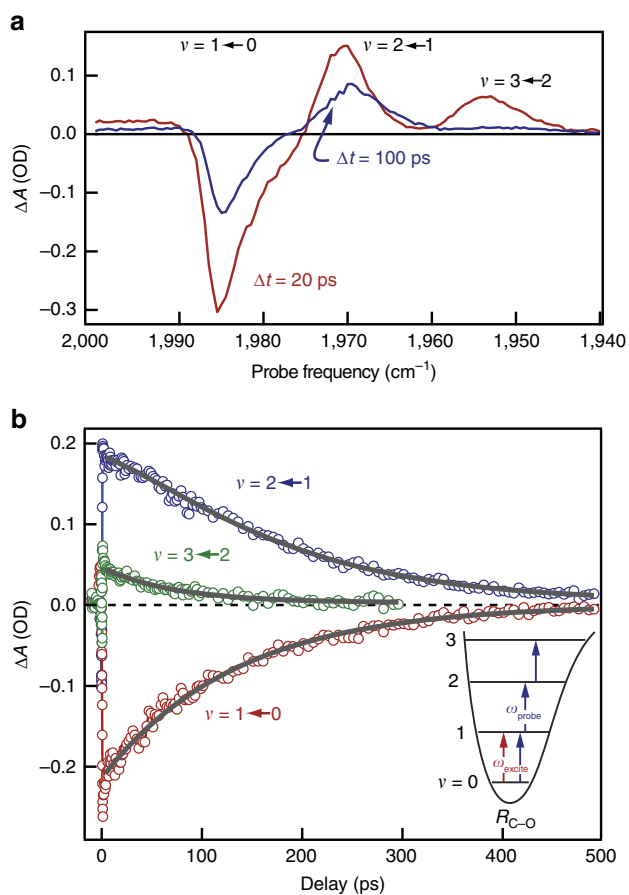 a
v = 1←0
v = 2←1
v = 3←2
0.1
0.0
−0.1
−0.2
−0.3
ΔA (OD)
Δt = 100 ps
Δt = 20 ps
2,000 1,990 1,980 1,970 1,960 1,950 1,940
Probe frequency (cm⁻¹)
b
0.2
0.1
0.0
−0.1
−0.2
ΔA (OD)
v = 2←1
v = 3←2
v = 1←0
3
2
1
v = 0
ωprobe
ωexcite
RC–O
0 100 200 300 400 500
Delay (ps)